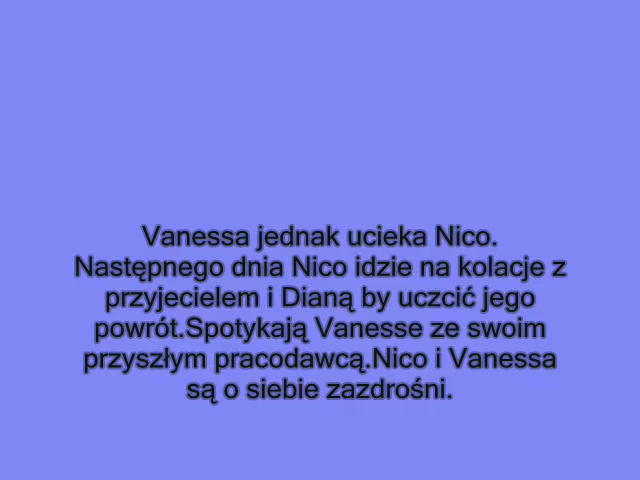 Vanessa jednak ucieka Nico.
Następnego dnia Nico idzie na kolacje z
przyjecielem i Dianą by uczcić jego
powrót.Spotykają Vanesse ze swoim
przyszłym pracodawcą.Nico i Vanessa
są o siebie zazdrośni.